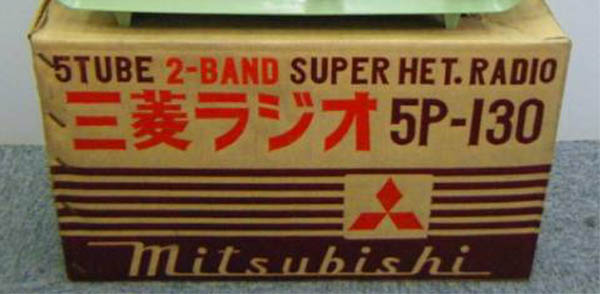 5TUBE 2-BAND SUPER HET. RADIO
三菱ラジオ 5P-130
mitsubishi